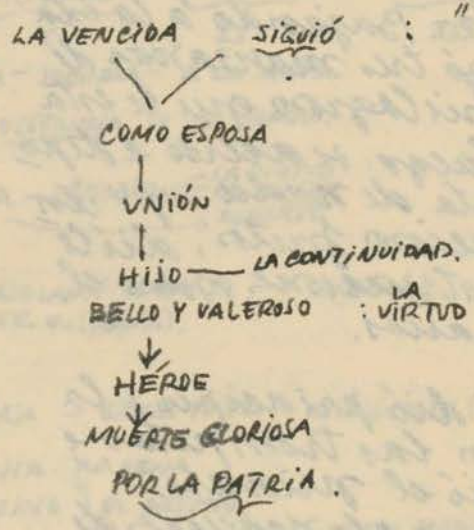 "
LA VENCIDA SIGUIÓ :
COMO ESPOSA
UNIÓN
HIJO — LA CONTINUIDAD.
BELLO Y VALEROSO : LA VIRTUD
HÉROE
MUERTE GLORIOSA
POR LA PATRIA.